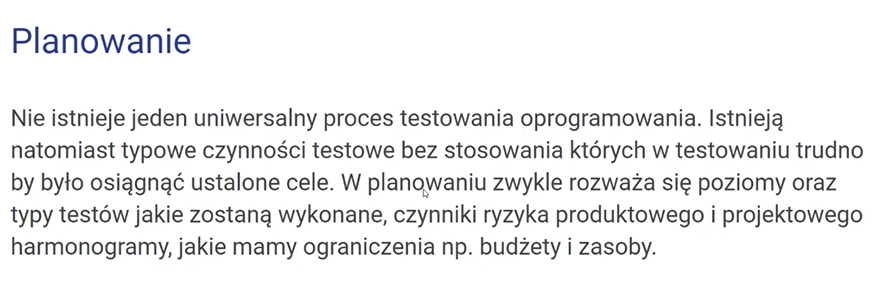 Planowanie
Nie istnieje jeden uniwersalny proces testowania oprogramowania. Istnieją
natomiast typowe czynności testowe bez stosowania których w testowaniu trudno
by było osiągnąć ustalone cele. W planowaniu zwykle rozważa się poziomy oraz
typy testów jakie zostaną wykonane, czynniki ryzyka produktowego i projektowego
harmonogramy, jakie mamy ograniczenia np. budżety i zasoby.